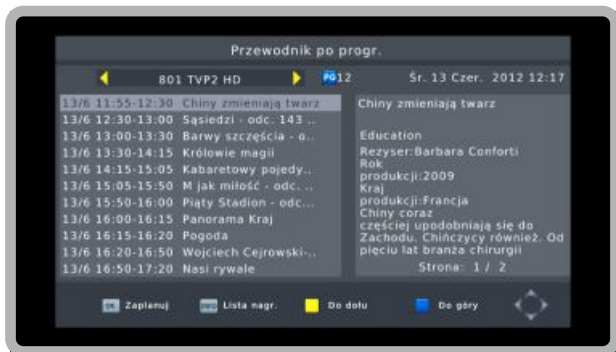 Przewodnik po progr.
801 TVP2 HD PG12 Śr. 13 Czer. 2012 12:17
13/6 11:55-12:30 Chiny zmieniają twarz
13/6 12:30-13:00 Sąsiedzi - odc. 143 ..
13/6 13:00-13:30 Barwy szczęścia - o..
13/6 13:30-14:15 Królowie magii
13/6 14:15-15:05 Kabaretowy pojedy..
13/6 15:05-15:50 M jak miłość - odc. ..
13/6 15:50-16:00 Piąty Stadion - odc...
13/6 16:00-16:15 Panorama Kraj
13/6 16:15-16:20 Pogoda
13/6 16:20-16:50 Wojciech Cejrowski-..
13/6 16:50-17:20 Nasi rywale
Chiny zmieniają twarz
Education
Rezyser:Barbara Conforti
Rok
produkcji:2009
Kraj
produkcji:Francja
Chiny coraz
częściej upodobniają się do
Zachodu. Chińczycy również. Od
pięciu lat branża chirurgii
Strona: 1 / 2
OK Zaplanuj INFO Lista nagr. Do dołu Do góry